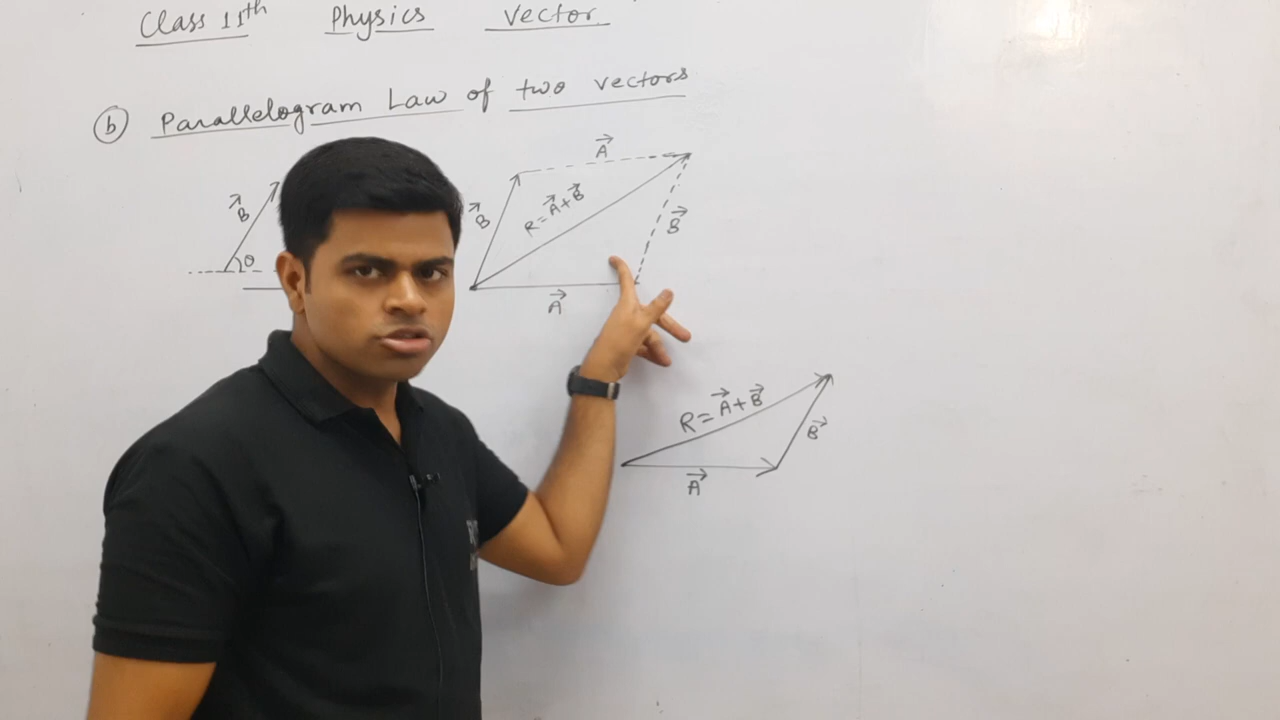 Class 11th Physics Vector
(b) Parallelogram Law of two vectors
A⃗
B⃗
B⃗
R=A⃗+B⃗
B⃗
θ
A⃗
R=A⃗+B⃗
B⃗
A⃗